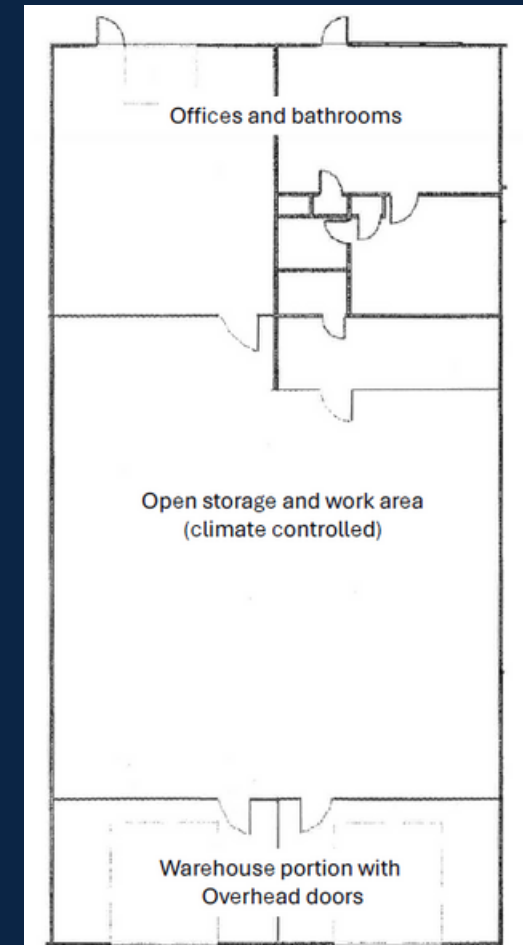 Offices and bathrooms
Open storage and work area
(climate controlled)
Warehouse portion with
Overhead doors